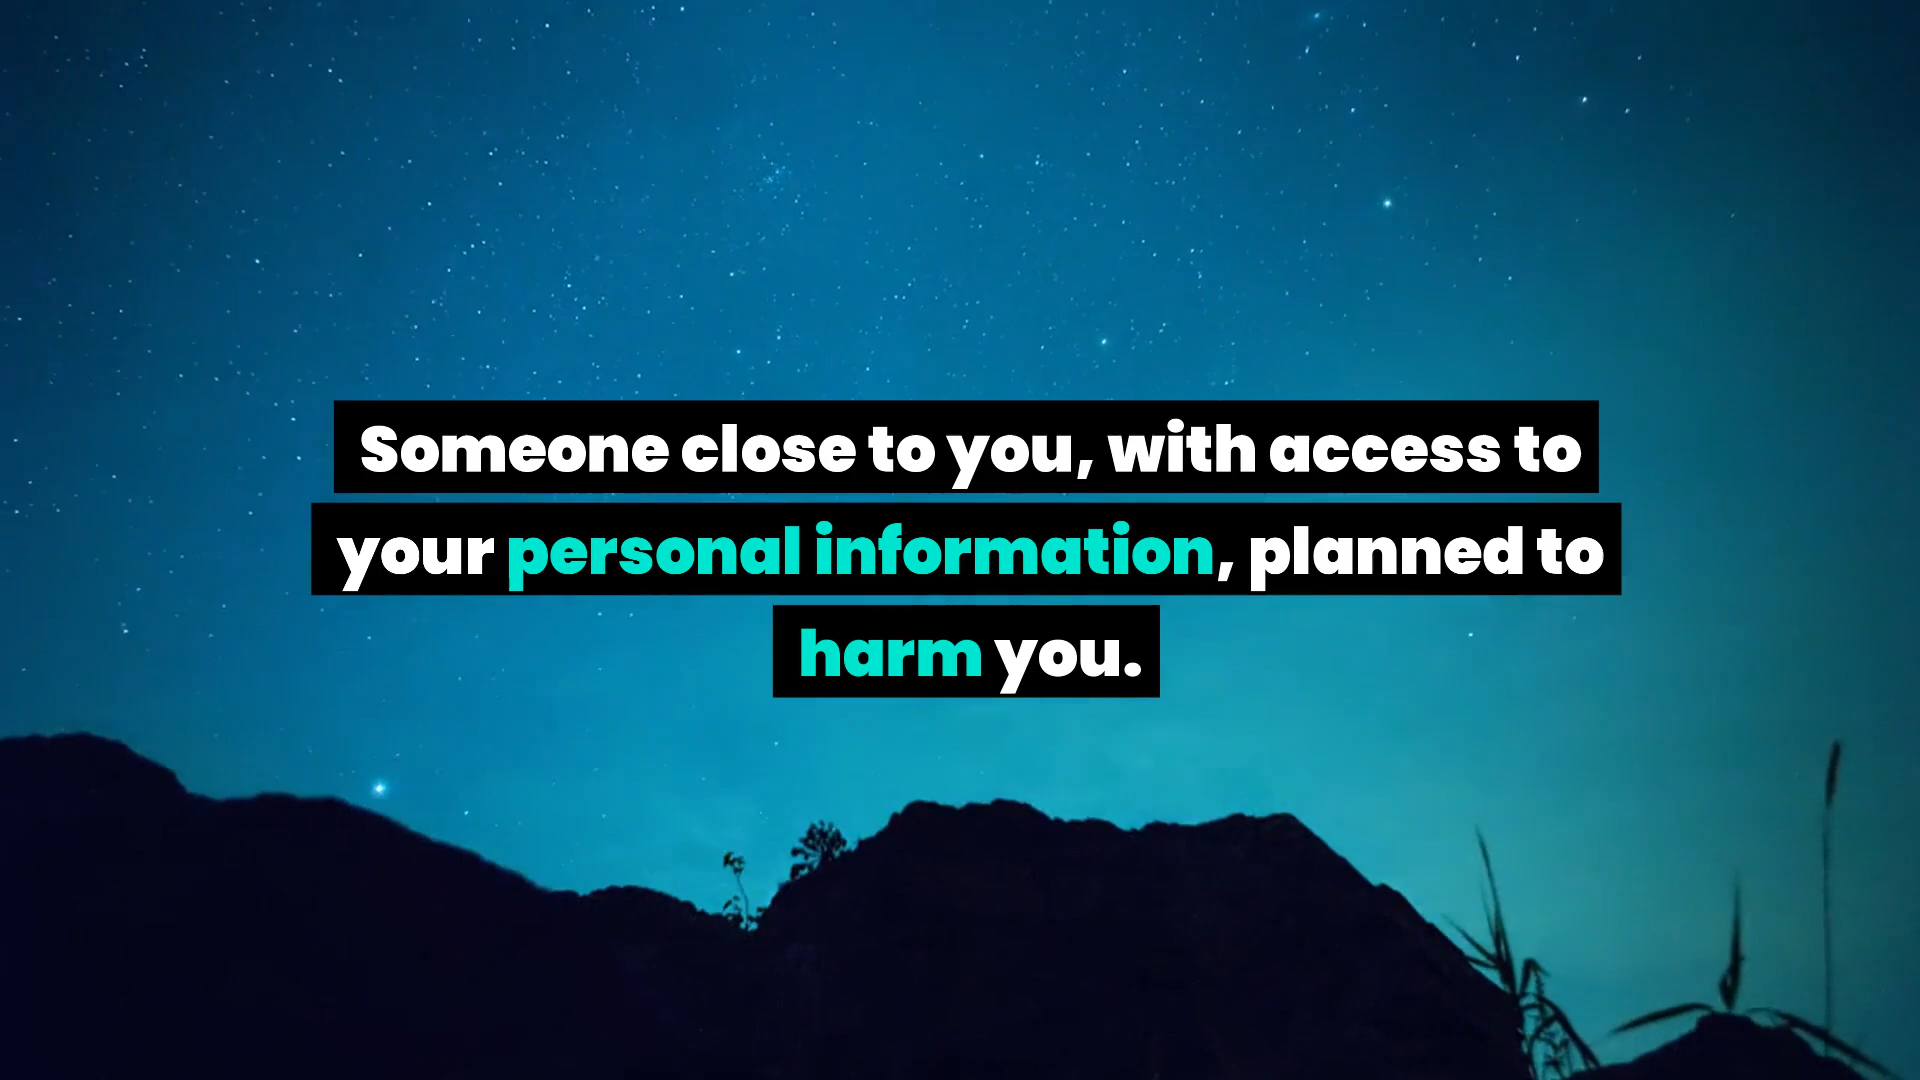 Someone close to you, with access to
your personal information, planned to
harm you.